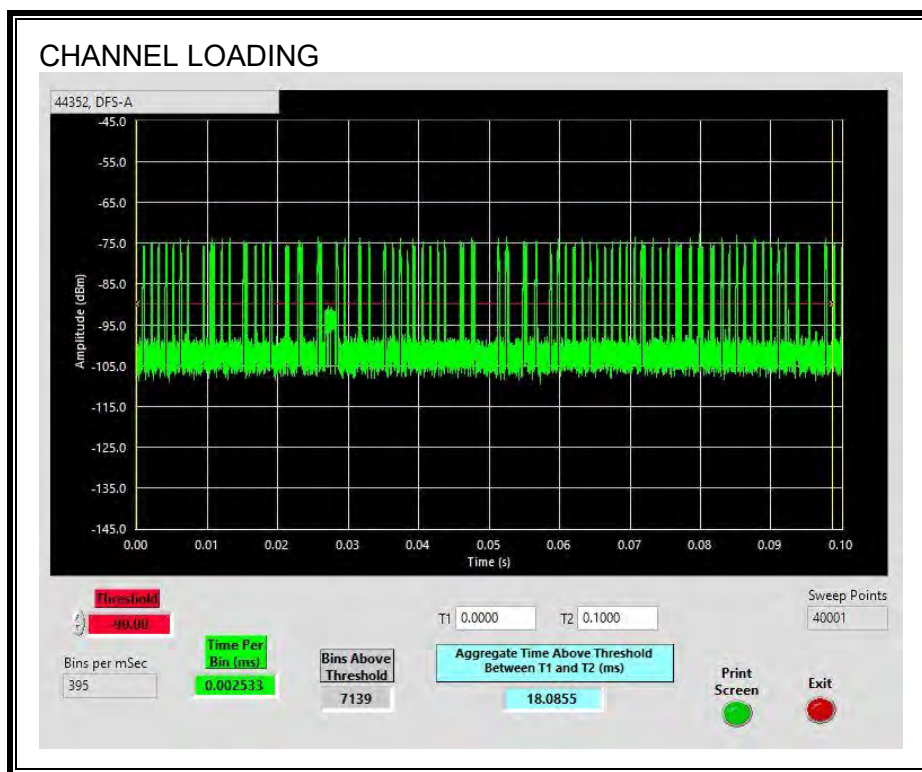 CHANNEL LOADING
44352, DFS-A
-45.0
-55.0
-65.0
-75.0
-85.0
-95.0
-105.0
-115.0
-125.0
-135.0
-145.0
Amplitude (dBm)
0.00 0.01 0.02 0.03 0.04 0.05 0.06 0.07 0.08 0.09 0.10
Time (s)
Threshold
-90.00
Bins per mSec
395
Time Per
Bin (ms)
0.002533
Bins Above
Threshold
7139
T1 0.0000 T2 0.1000
Aggregate Time Above Threshold
Between T1 and T2 (ms)
18.0855
Sweep Points
40001
Print
Screen
Exit